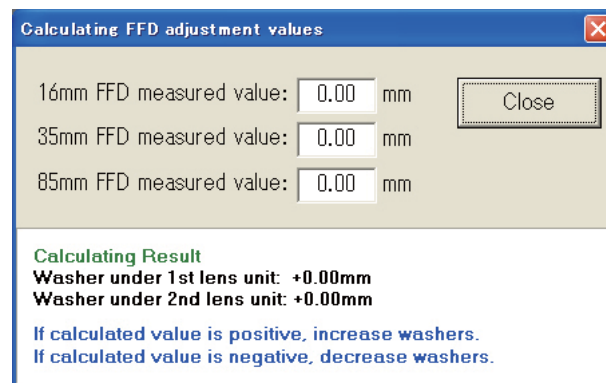 Calculating FFD adjustment values
16mm FFD measured value: 0.00 mm
Close
35mm FFD measured value: 0.00 mm
85mm FFD measured value: 0.00 mm
Calculating Result
Washer under 1st lens unit: +0.00mm
Washer under 2nd lens unit: +0.00mm
If calculated value is positive, increase washers.
If calculated value is negative, decrease washers.